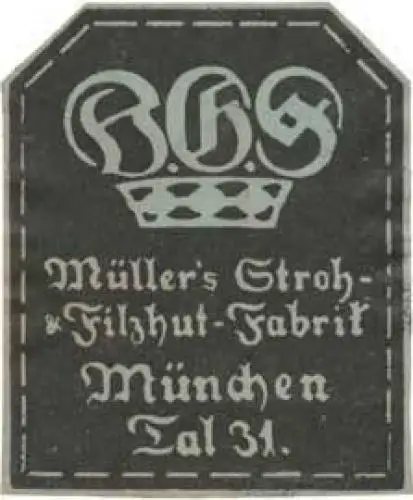 B.G.S
Müller's Stroh-
& Filzhut-Fabrik
München
Tal 31.